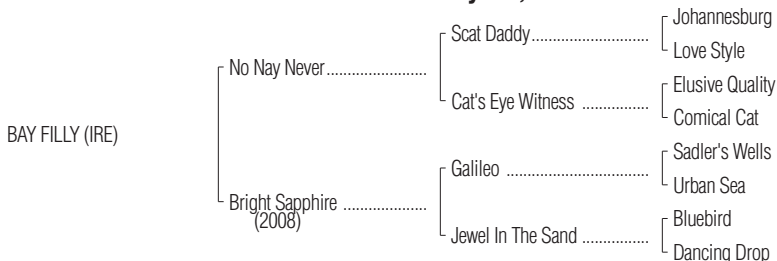 Johannesburg
Scat Daddy
Love Style
No Nay Never
Elusive Quality
Cat's Eye Witness
Comical Cat
BAY FILLY (IRE)
Sadler's Wells
Galileo
Urban Sea
Bright Sapphire
(2008)
Bluebird
Jewel In The Sand
Dancing Drop